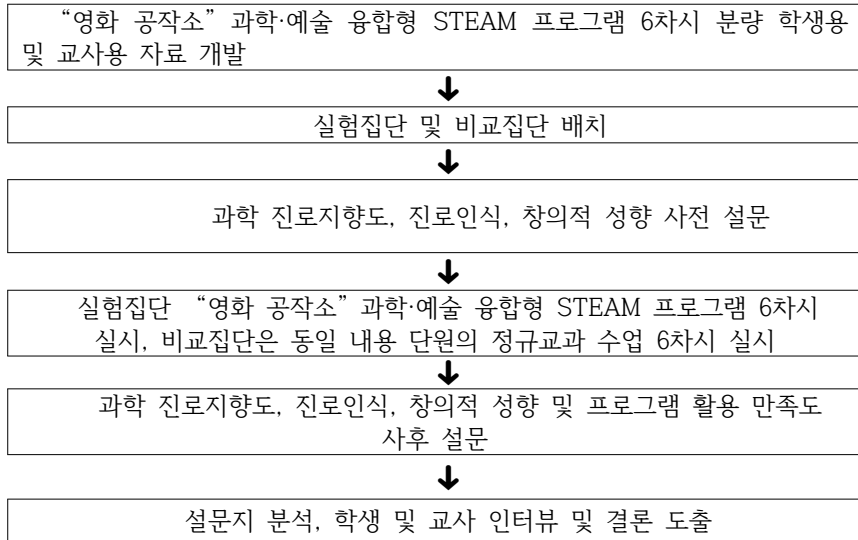 “영화 공작소” 과학·예술 융합형 STEAM 프로그램 6차시 분량 학생용
및 교사용 자료 개발
실험집단 및 비교집단 배치
과학 진로지향도, 진로인식, 창의적 성향 사전 설문
실험집단 “영화 공작소” 과학·예술 융합형 STEAM 프로그램 6차시
실시, 비교집단은 동일 내용 단원의 정규교과 수업 6차시 실시
과학 진로지향도, 진로인식, 창의적 성향 및 프로그램 활용 만족도
사후 설문
설문지 분석, 학생 및 교사 인터뷰 및 결론 도출